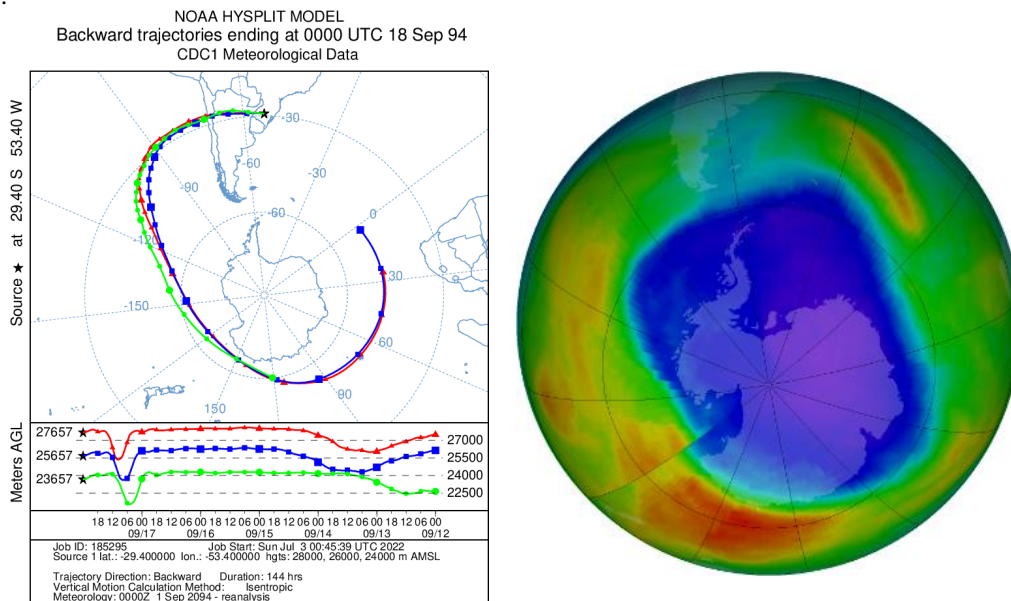 NOAA HYSPLIT MODEL
Backward trajectories ending at 0000 UTC 18 Sep 94
CDC1 Meteorological Data
Source ★ at 29.40 S 53.40 W
-30
-60
-30
-90
-60
0
-120
30
-150
60
90
150
Meters AGL
27657
25657
23657
27000
25500
24000
22500
18 12 06 00 18 12 06 00 18 12 06 00 18 12 06 00 18 12 06 00 18 12 06 00
09/17 09/16 09/15 09/14 09/13 09/12
Job ID: 185295 Job Start: Sun Jul 3 00:45:39 UTC 2022
Source 1 lat.: -29.400000 lon.: -53.400000 hgts: 28000, 26000, 24000 m AMSL
Trajectory Direction: Backward Duration: 144 hrs
Vertical Motion Calculation Method: Isentropic
Meteorology: 0000Z 1 Sep 2094 - reanalysis